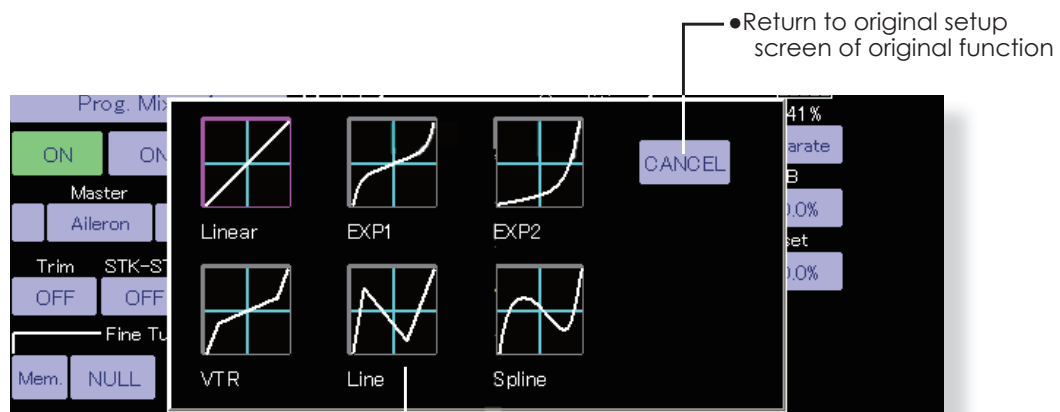 ●Return to original setup
screen of original function
Prog. Mix
41%
ON
ON
CANCEL
arate
Master
B
Aileron
0.0%
Linear
EXP1
EXP2
set
Trim
STK-ST
OFF
OFF
0.0%
Fine Tu
Mem.
NULL
VTR
Line
Spline